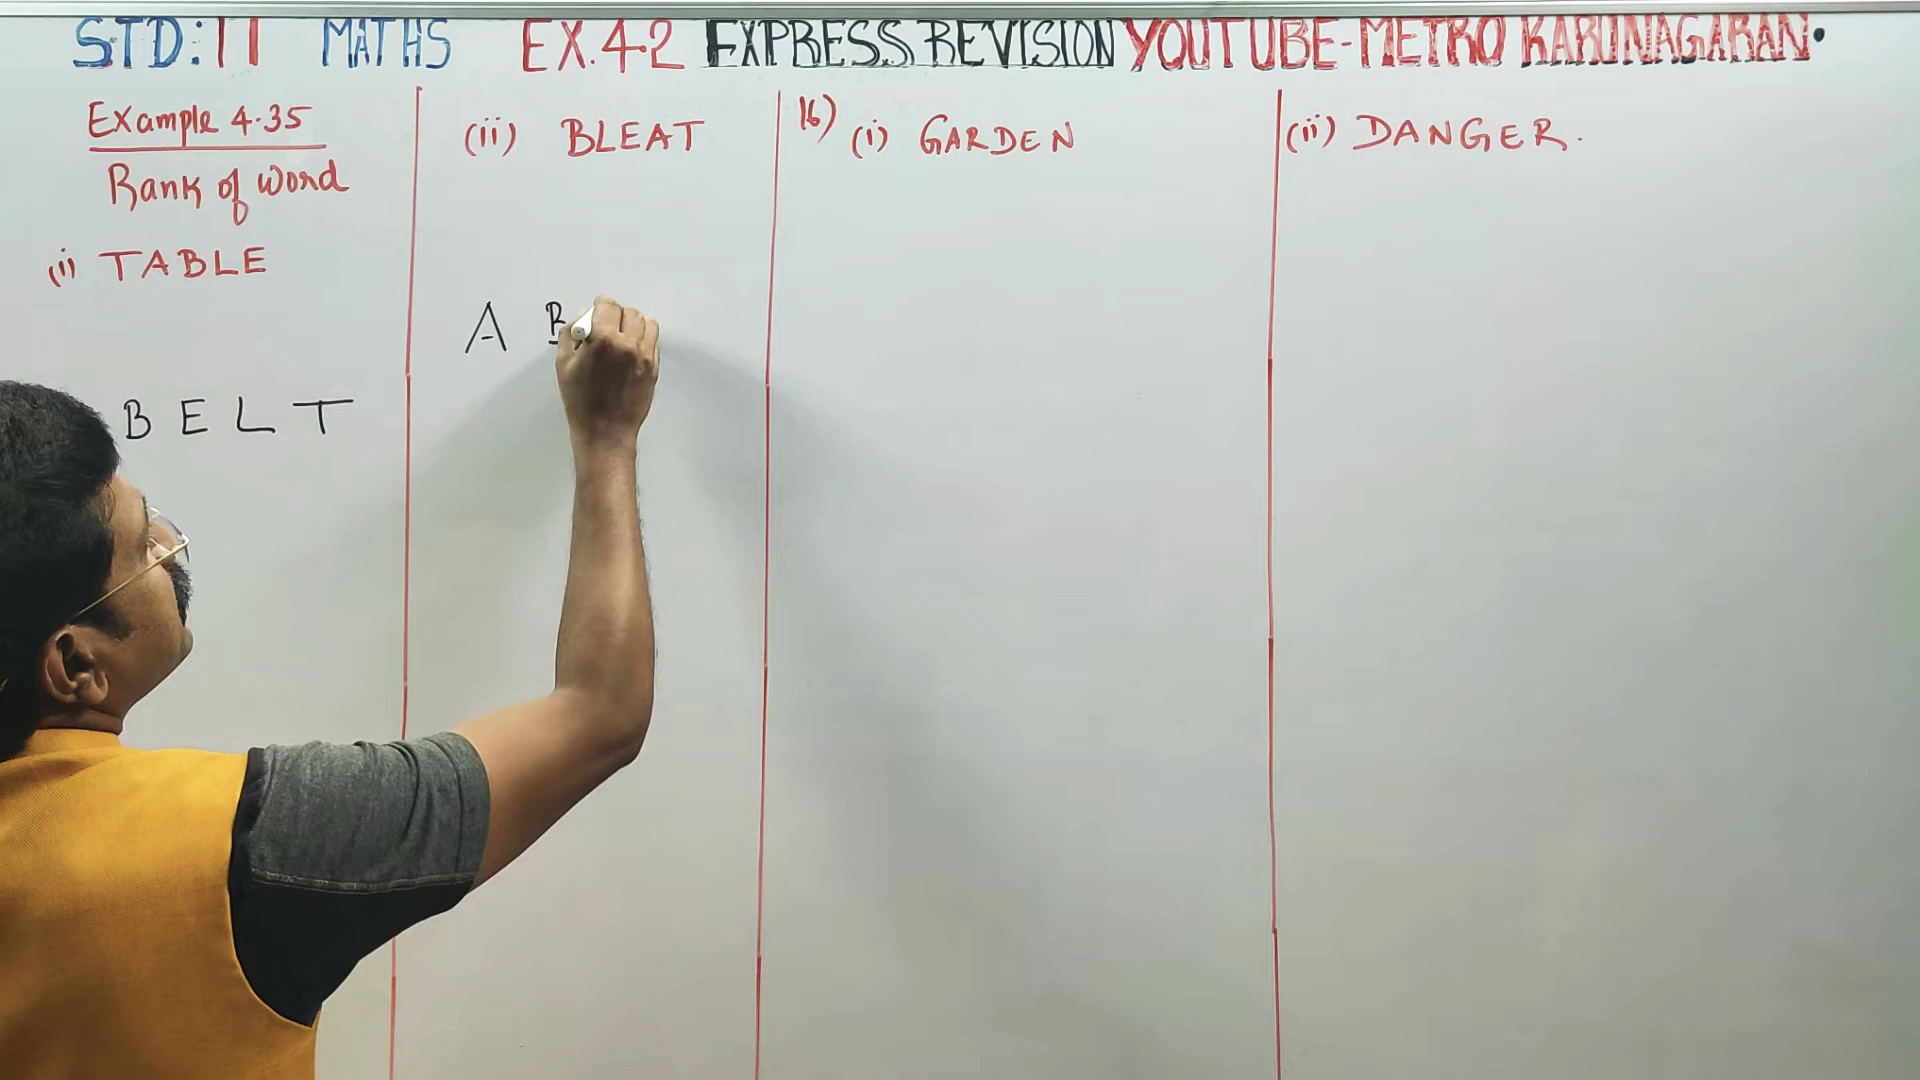 STD: 11 MATHS EX.4.2 EXPRESS REVISION YOUTUBE-METRO KARUNAGARAN.
Example 4.35
Rank of word
(i) TABLE
B E L T
(ii) BLEAT
A B
16) (i) GARDEN
(ii) DANGER.